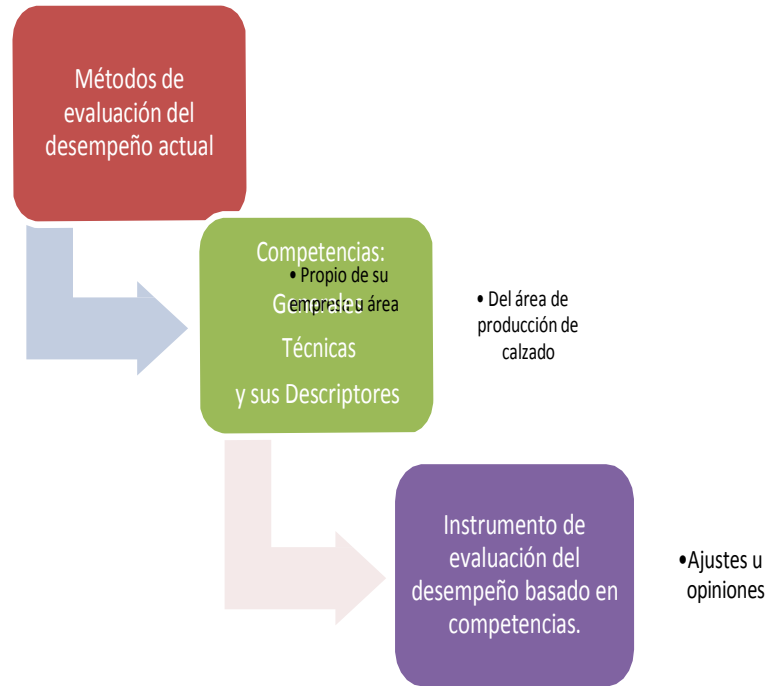 Métodos de
evaluación del
desempeño actual
Competencias:
• Propio de su
empresa u área
Generales
Técnicas
y sus Descriptores
• Del área de
producción de
calzado
Instrumento de
evaluación del
desempeño basado en
competencias.
•Ajustes u
opiniones